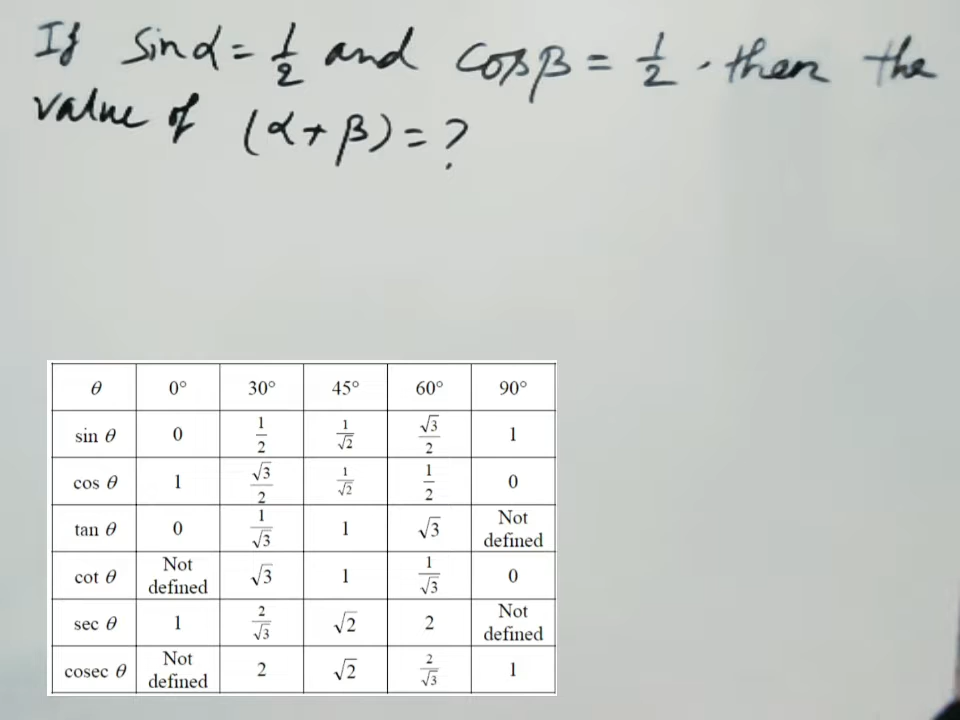 If Sin α = 1/2 and Cos β = 1/2, then the
value of (α + β) = ?
θ 0° 30° 45° 60° 90°
sin θ 0 1/2 1/√2 √3/2 1
cos θ 1 √3/2 1/√2 1/2 0
tan θ 0 1/√3 1 √3 Not defined
cot θ Not defined √3 1 1/√3 0
sec θ 1 2/√3 √2 2 Not defined
cosec θ Not defined 2 √2 2/√3 1